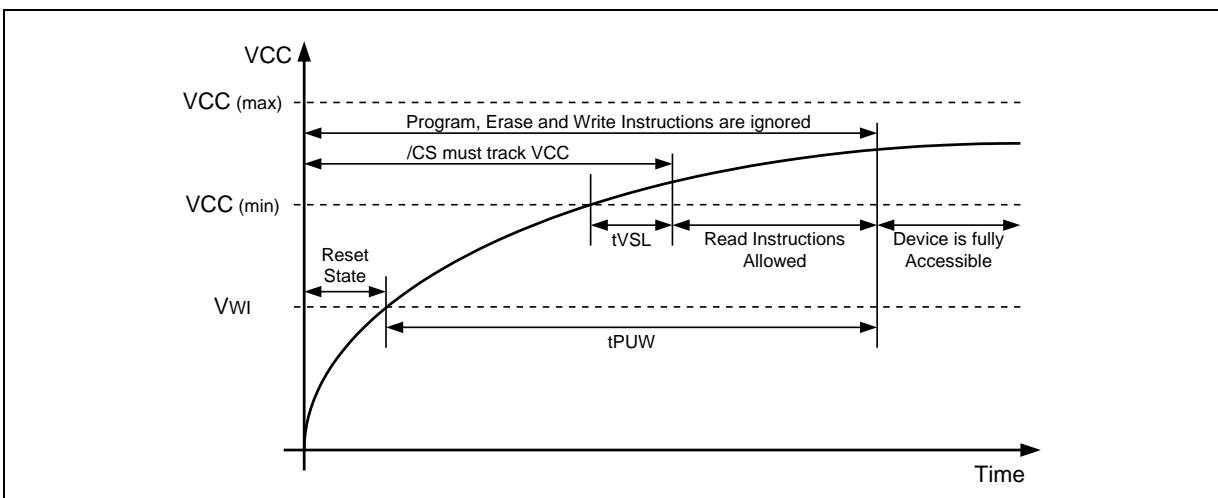 VCC
VCC (max)
Program, Erase and Write Instructions are ignored
/CS must track VCC
VCC (min)
tVSL
Read Instructions
Allowed
Device is fully
Accessible
Reset
State
VWI
tPUW
Time